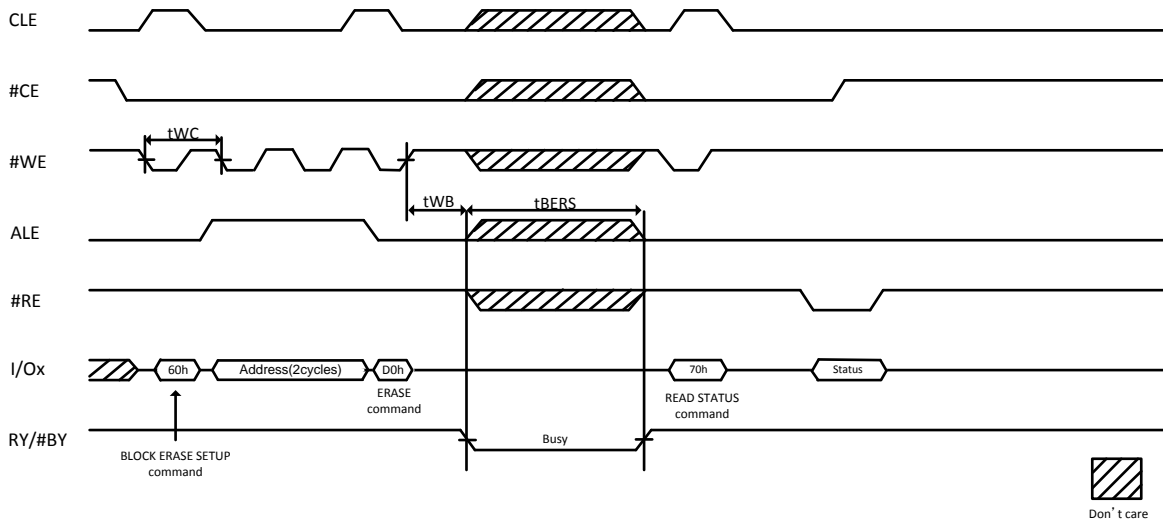 CLE
#CE
tWC
#WE
tWB
tBERS
ALE
#RE
I/Ox
60h
Address(2cycles)
D0h
70h
Status
ERASE
command
READ STATUS
command
RY/#BY
Busy
BLOCK ERASE SETUP
command
Don't care